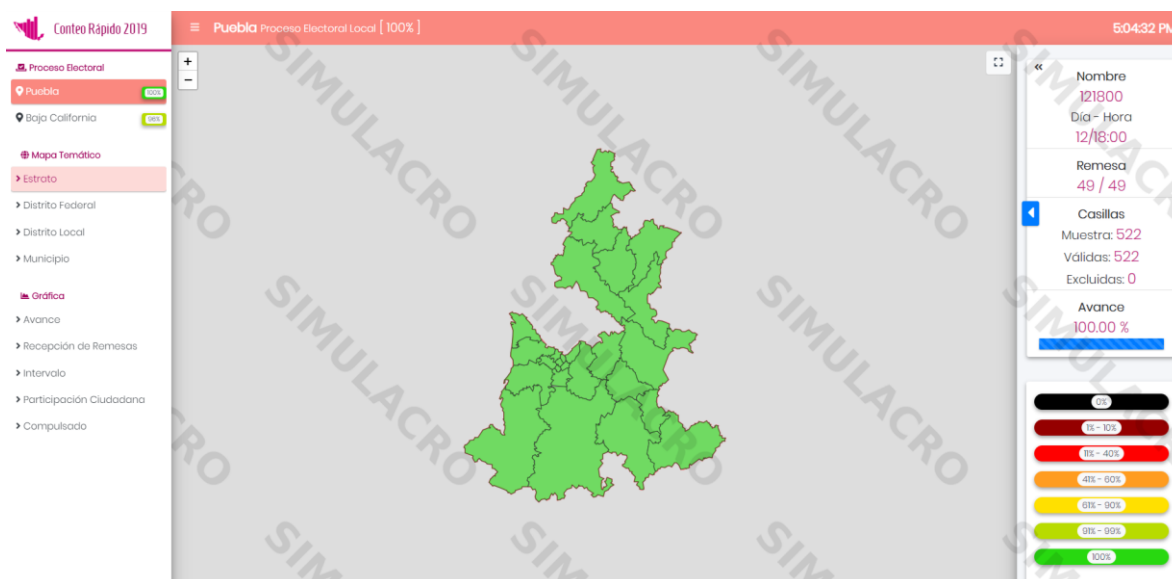 Conteo Rápido 2019
Puebla Proceso Electoral Local [ 100% ]
5:04:32 PM
Proceso Electoral
Puebla 100%
Baja California 96%
Mapa Temático
Estrato
Distrito Federal
Distrito Local
Municipio
Gráfica
Avance
Recepción de Remesas
Intervalo
Participación Ciudadana
Compulsado
+
−
SIMULACRO
SIMULACRO
SIMULACRO
SIMULACRO
SIMULACRO
«
Nombre
121800
Día - Hora
12/18:00
Remesa
49 / 49
Casillas
Muestra: 522
Válidas: 522
Excluidas: 0
Avance
100.00 %
0%
1% - 10%
11% - 40%
41% - 60%
61% - 90%
91% - 99%
100%